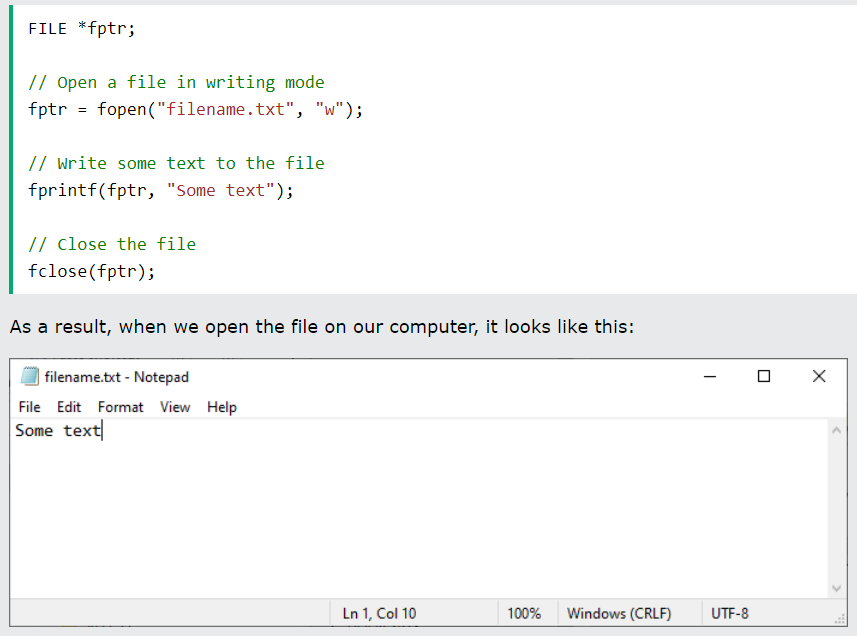 FILE *fptr;
// Open a file in writing mode
fptr = fopen("filename.txt", "w");
// Write some text to the file
fprintf(fptr, "Some text");
// Close the file
fclose(fptr);
As a result, when we open the file on our computer, it looks like this:
filename.txt - Notepad
File Edit Format View Help
Some text
Ln 1, Col 10 100% Windows (CRLF) UTF-8